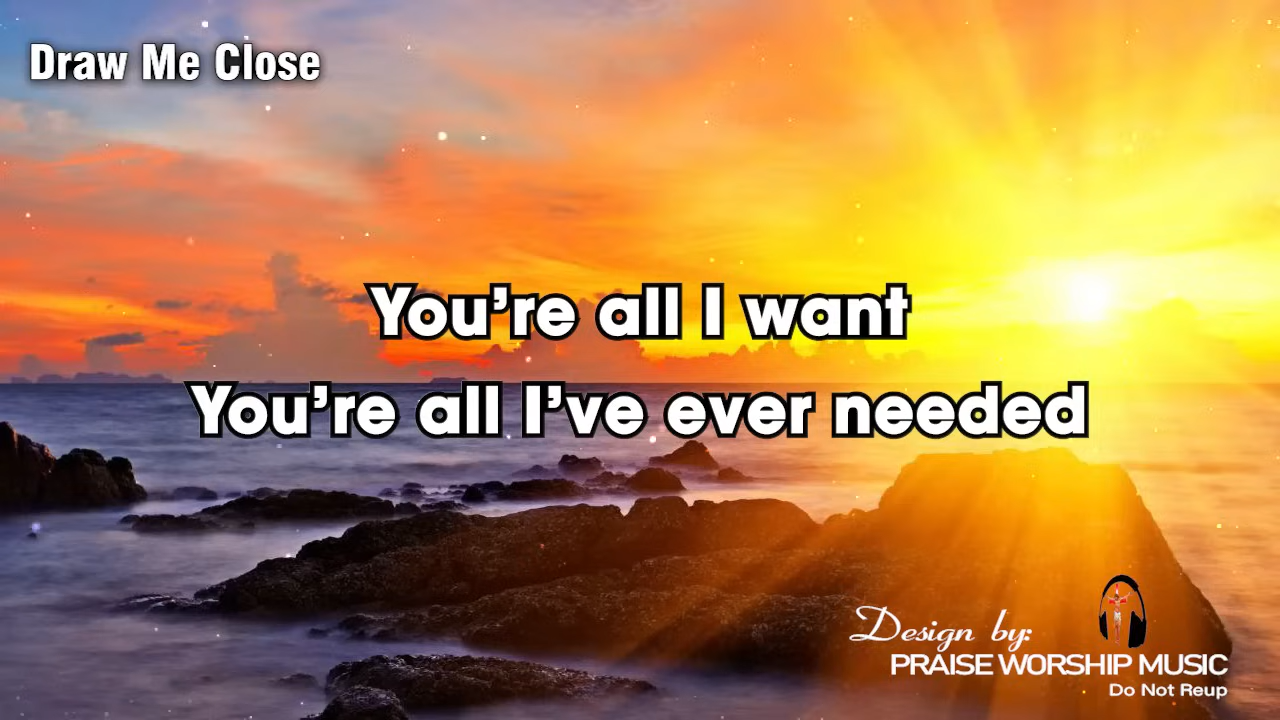 Draw Me Close
You’re all I want
You’re all I’ve ever needed
Design by:
PRAISE WORSHIP MUSIC
Do Not Reup